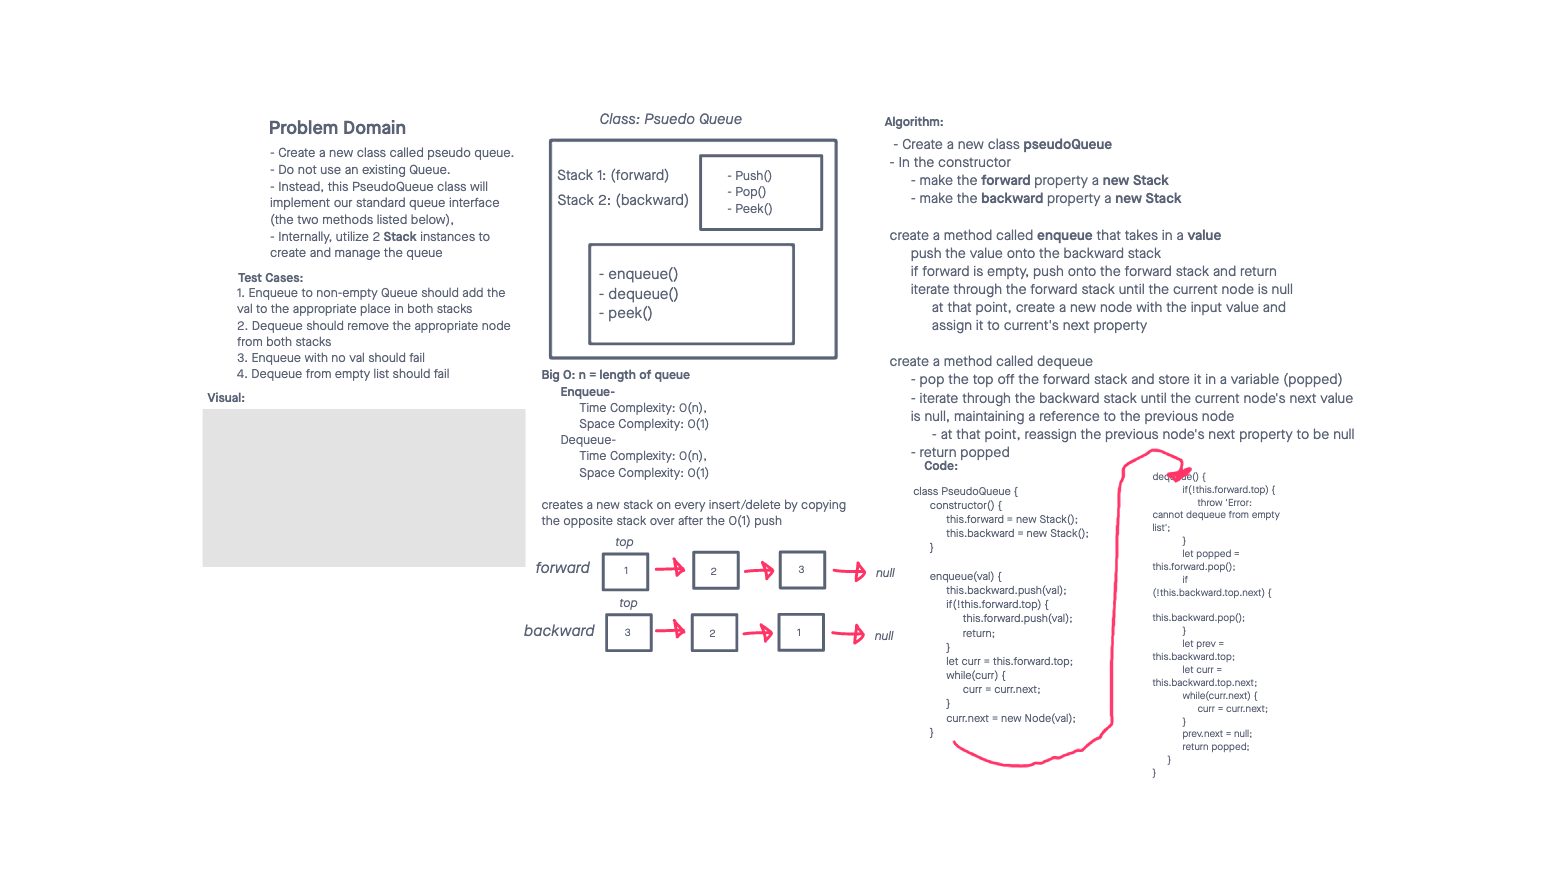 Problem Domain
- Create a new class called pseudo queue.
- Do not use an existing Queue.
- Instead, this PseudoQueue class will
implement our standard queue interface
(the two methods listed below),
- Internally, utilize 2 Stack instances to
create and manage the queue
Test Cases:
1. Enqueue to non-empty Queue should add the
val to the appropriate place in both stacks
2. Dequeue should remove the appropriate node
from both stacks
3. Enqueue with no val should fail
4. Dequeue from empty list should fail
Visual:
Class: Psuedo Queue
Stack 1: (forward)
Stack 2: (backward)
- Push()
- Pop()
- Peek()
- enqueue()
- dequeue()
- peek()
Big O: n = length of queue
Enqueue-
Time Complexity: O(n),
Space Complexity: O(1)
Dequeue-
Time Complexity: O(n),
Space Complexity: O(1)
creates a new stack on every insert/delete by copying
the opposite stack over after the O(1) push
top
forward 1 2 3 null
top
backward 3 2 1 null
Algorithm:
- Create a new class pseudoQueue
- In the constructor
- make the forward property a new Stack
- make the backward property a new Stack
create a method called enqueue that takes in a value
push the value onto the backward stack
if forward is empty, push onto the forward stack and return
iterate through the forward stack until the current node is null
at that point, create a new node with the input value and
assign it to current's next property
create a method called dequeue
- pop the top off the forward stack and store it in a variable (popped)
- iterate through the backward stack until the current node's next value
is null, maintaining a reference to the previous node
- at that point, reassign the previous node's next property to be null
- return popped
Code:
class PseudoQueue {
constructor() {
this.forward = new Stack();
this.backward = new Stack();
}
enqueue(val) {
this.backward.push(val);
if(!this.forward.top) {
this.forward.push(val);
return;
}
let curr = this.forward.top;
while(curr) {
curr = curr.next;
}
curr.next = new Node(val);
}
dequeue() {
if(!this.forward.top) {
throw 'Error:
cannot dequeue from empty
list';
}
let popped =
this.forward.pop();
if
(!this.backward.top.next) {
this.backward.pop();
}
let prev =
this.backward.top;
let curr =
this.backward.top.next;
while(curr.next) {
curr = curr.next;
}
prev.next = null;
return popped;
}
}